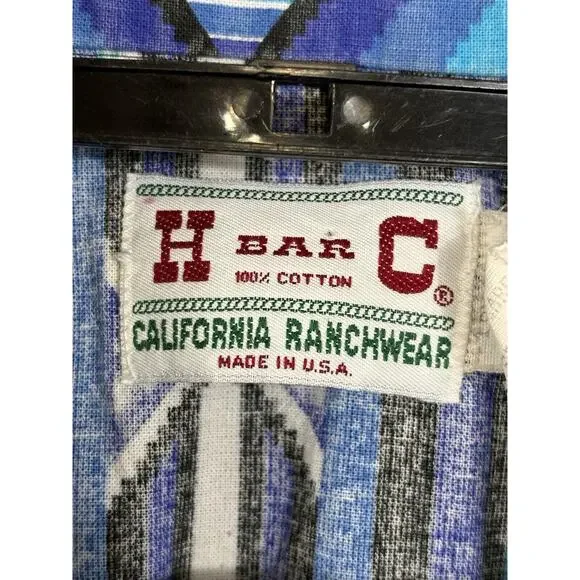 H BAR C
100% COTTON
®
CALIFORNIA RANCHWEAR
MADE IN U.S.A.